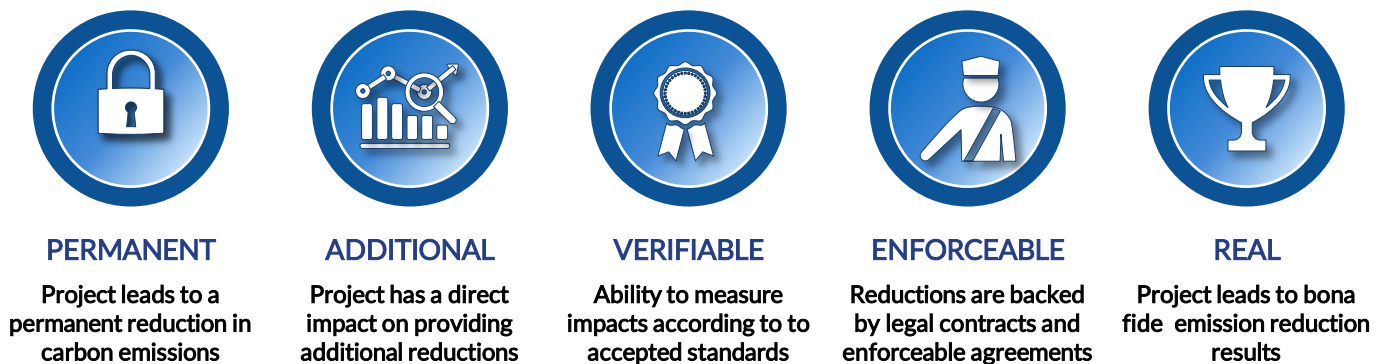 PERMANENT
Project leads to a
permanent reduction in
carbon emissions
ADDITIONAL
Project has a direct
impact on providing
additional reductions
VERIFIABLE
Ability to measure
impacts according to to
accepted standards
ENFORCEABLE
Reductions are backed
by legal contracts and
enforceable agreements
REAL
Project leads to bona
fide  emission reduction
results